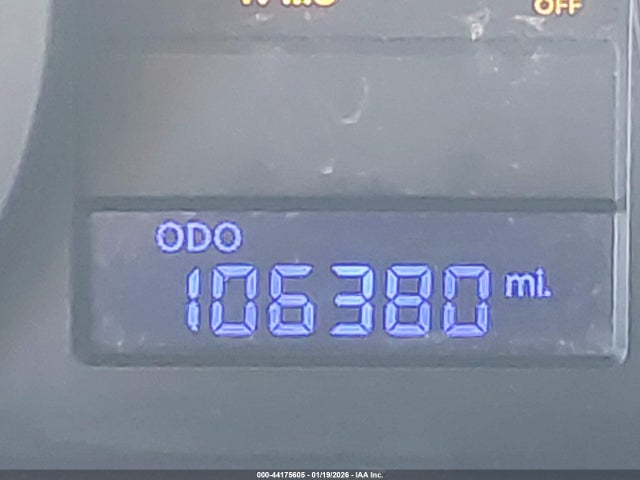 OFF
ODO
106380 mi.
000-44175605 - 01/19/2026 - IAA Inc.